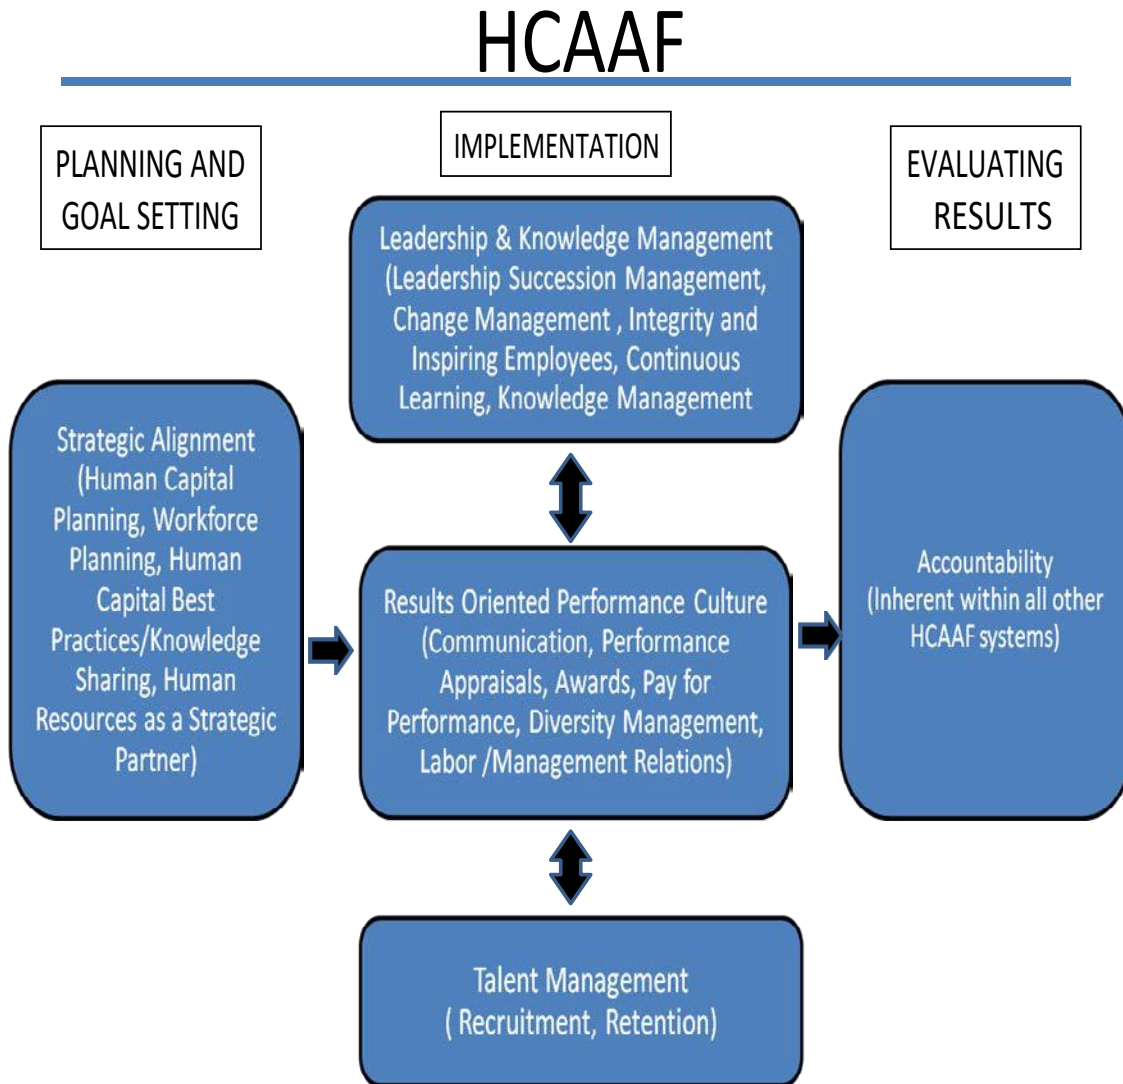 HCAAF
PLANNING AND
GOAL SETTING
IMPLEMENTATION
EVALUATING
RESULTS
Leadership & Knowledge Management
(Leadership Succession Management,
Change Management , Integrity and
Inspiring Employees, Continuous
Learning, Knowledge Management
Strategic Alignment
(Human Capital
Planning, Workforce
Planning, Human
Capital Best
Practices/Knowledge
Sharing, Human
Resources as a Strategic
Partner)
Results Oriented Performance Culture
(Communication, Performance
Appraisals, Awards, Pay for
Performance, Diversity Management,
Labor /Management Relations)
Accountability
(Inherent within all other
HCAAF systems)
Talent Management
( Recruitment, Retention)